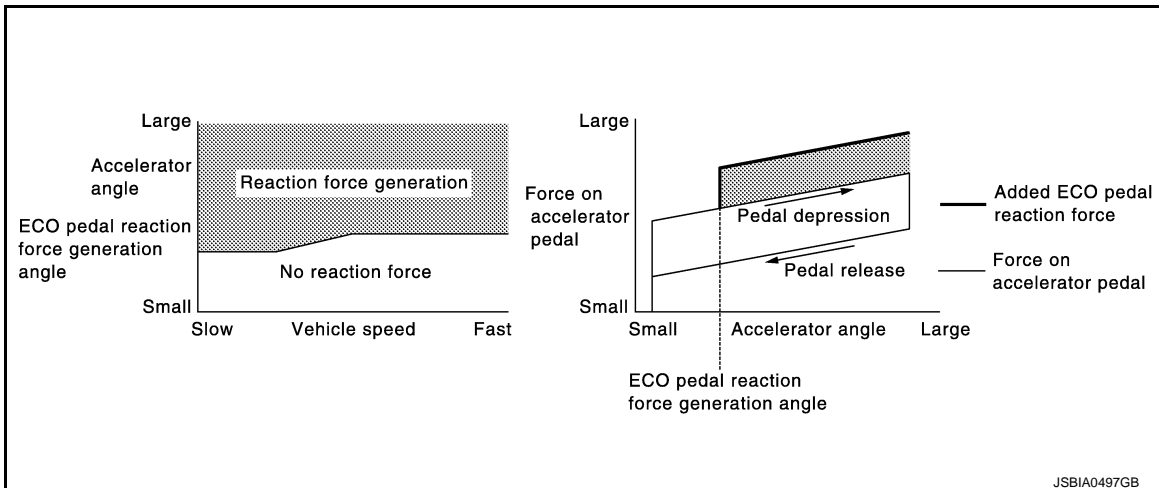 Large
Accelerator
angle
ECO pedal reaction
force generation
angle
Small
Reaction force generation
No reaction force
Slow
Vehicle speed
Fast
Large
Force on
accelerator
pedal
Small
Pedal depression
Pedal release
Small
Accelerator angle
Large
ECO pedal reaction
force generation angle
Added ECO pedal
reaction force
Force on
accelerator pedal
JSBIA0497GB